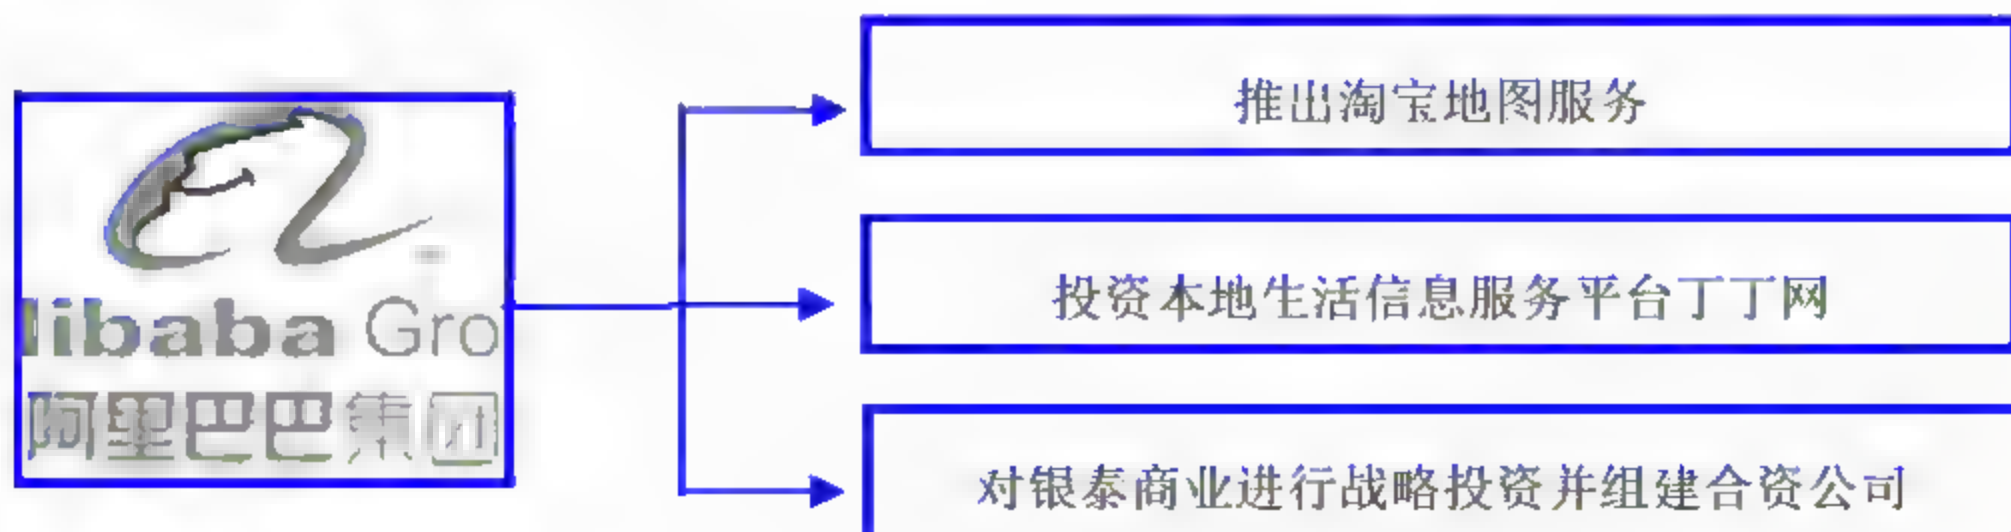 libaba Gro
阿里巴巴集团
推出淘宝地图服务
投资本地生活信息服务平台丁丁网
对银泰商业进行战略投资并组建合资公司